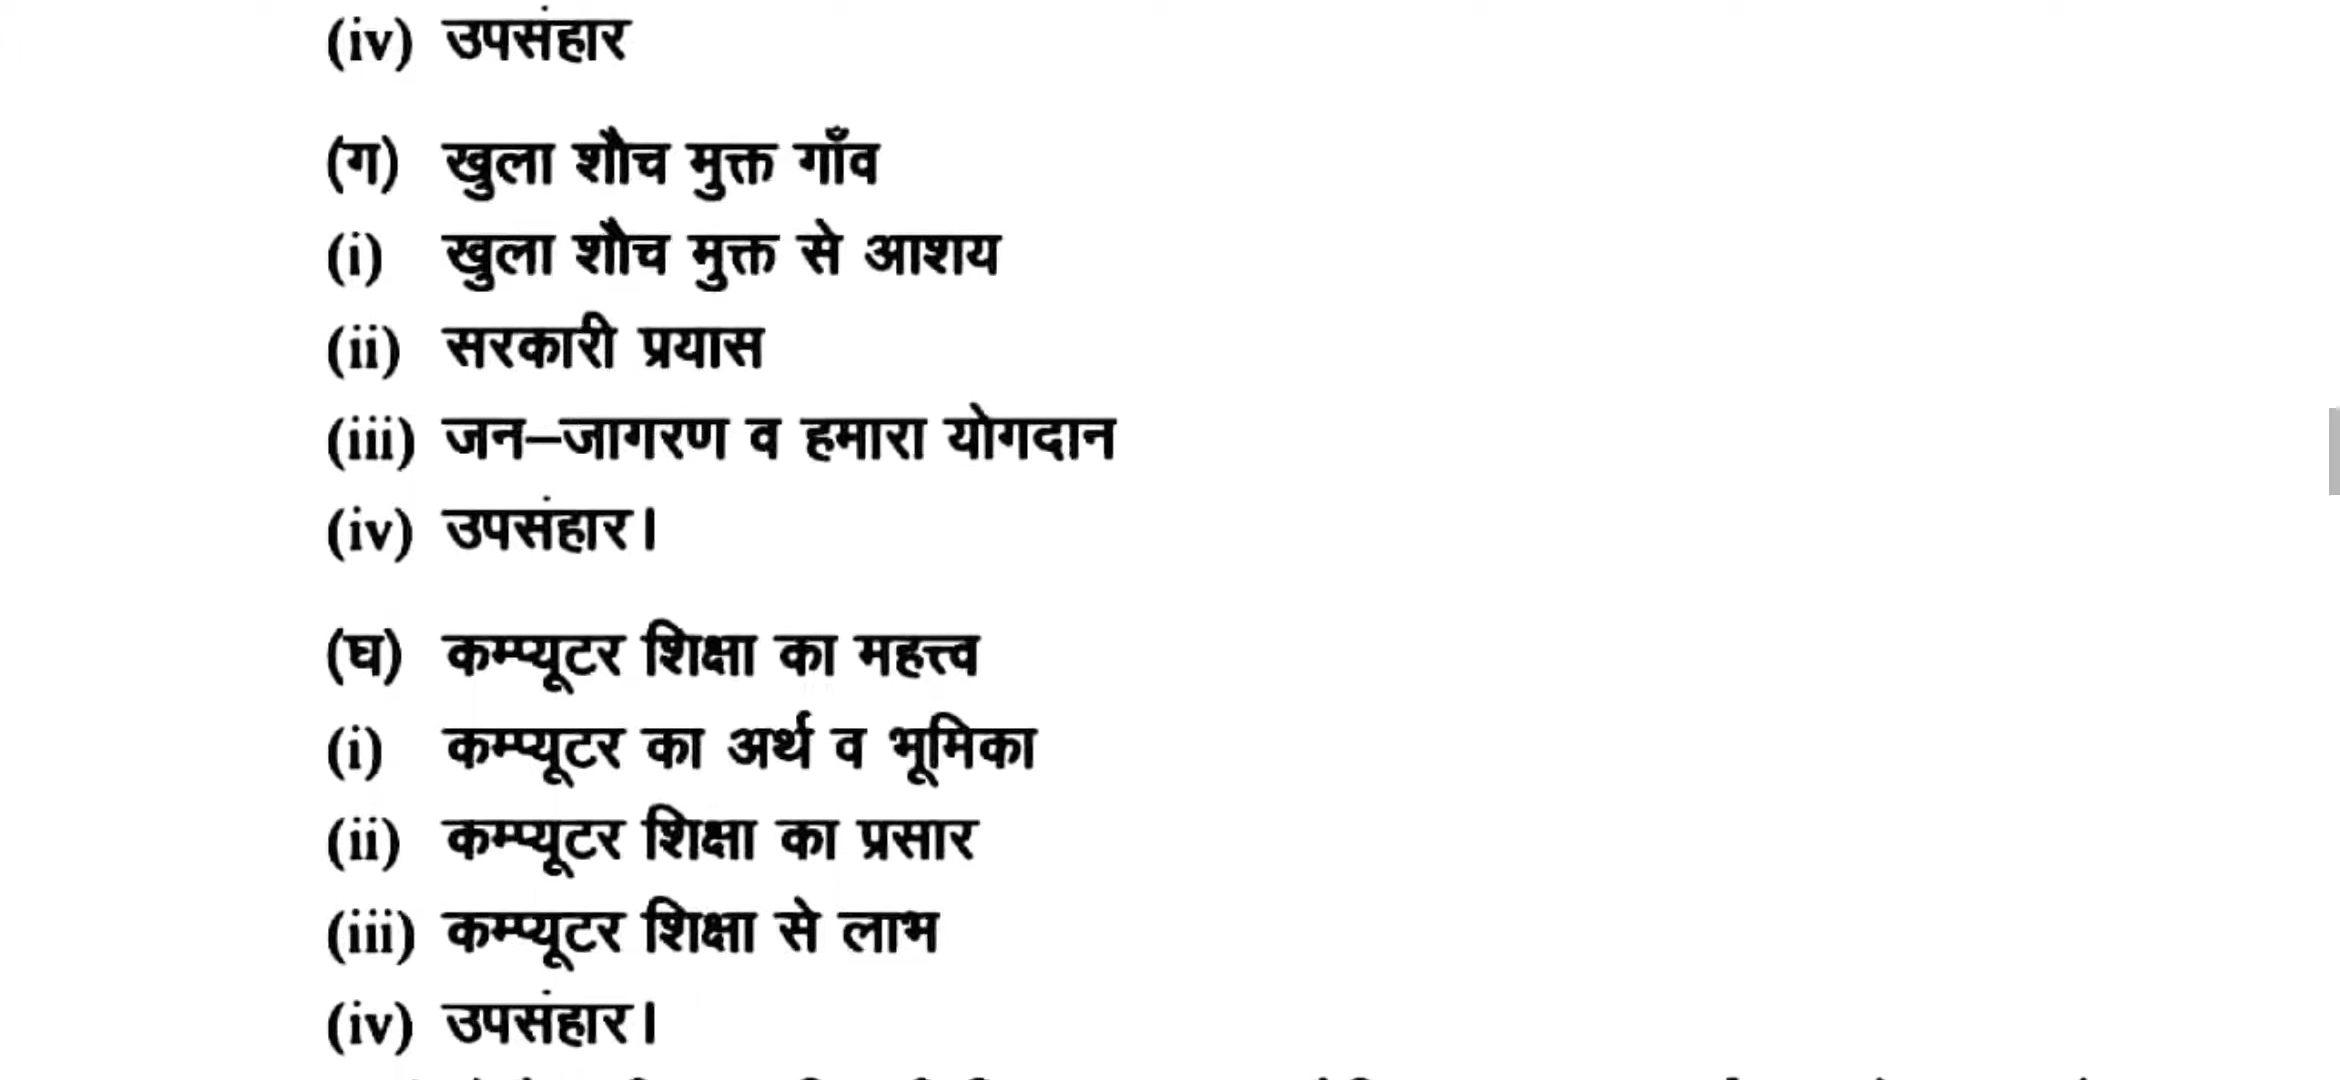 (iv) उपसंहार
(ग) खुला शौच मुक्त गाँव
(i) खुला शौच मुक्त से आशय
(ii) सरकारी प्रयास
(iii) जन–जागरण व हमारा योगदान
(iv) उपसंहार।
(घ) कम्प्यूटर शिक्षा का महत्त्व
(i) कम्प्यूटर का अर्थ व भूमिका
(ii) कम्प्यूटर शिक्षा का प्रसार
(iii) कम्प्यूटर शिक्षा से लाभ
(iv) उपसंहार।